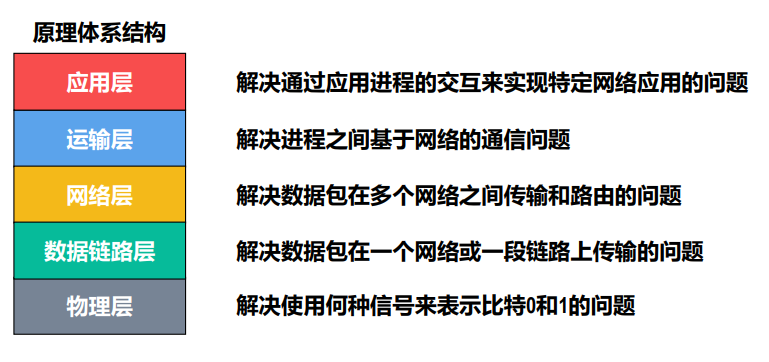 原理体系结构
应用层 解决通过应用进程的交互来实现特定网络应用的问题
运输层 解决进程之间基于网络的通信问题
网络层 解决数据包在多个网络之间传输和路由的问题
数据链路层 解决数据包在一个网络或一段链路上传输的问题
物理层 解决使用何种信号来表示比特0和1的问题